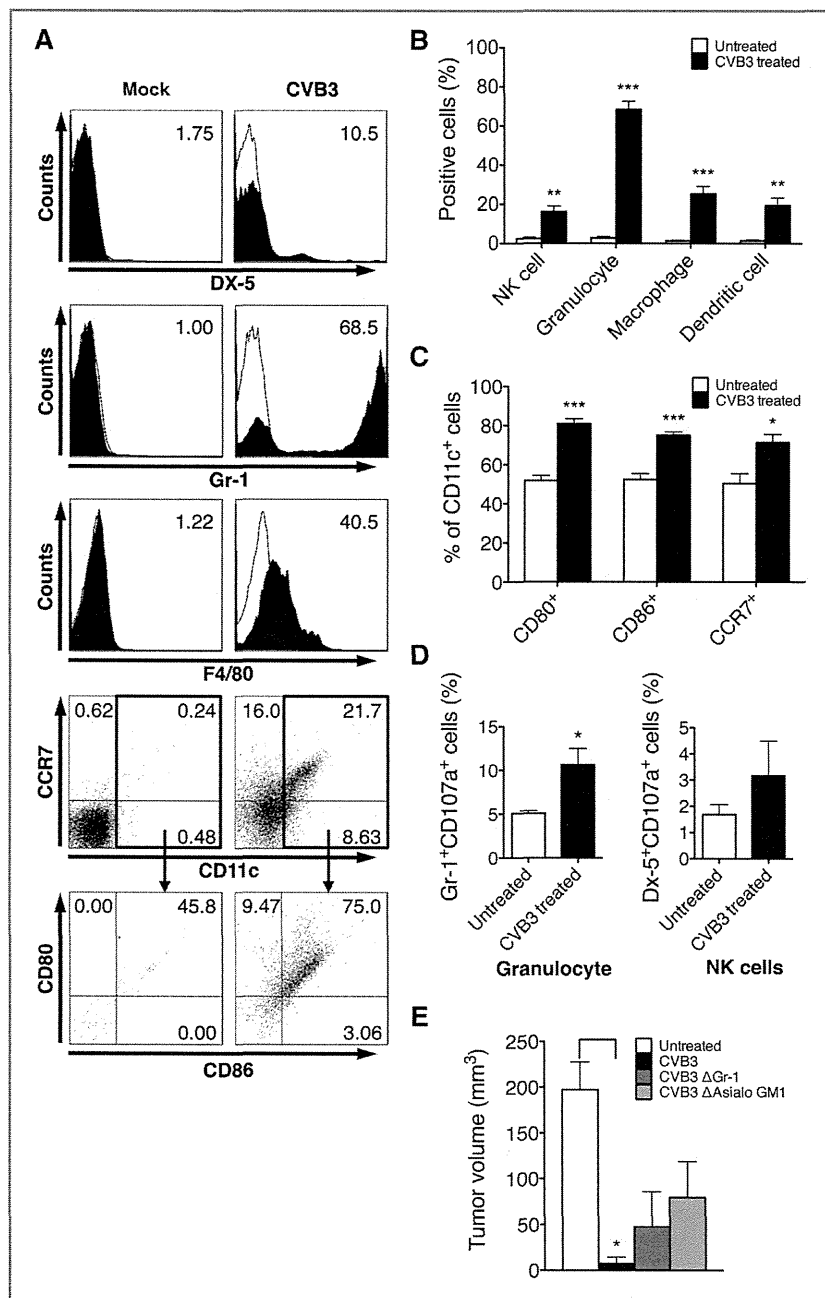 A
Mock
CVB3
Counts
1.75
10.5
DX-5
Counts
1.00
68.5
Gr-1
Counts
1.22
40.5
F4/80
CCR7
0.62
0.24
0.48
16.0
21.7
8.63
CD11c
CD80
0.00
45.8
0.00
9.47
75.0
3.06
CD86
B
Untreated
CVB3 treated
Positive cells (%)
100
80
60
40
20
0
**
***
***
**
NK cell
Granulocyte
Macrophage
Dendritic cell
C
Untreated
CVB3 treated
% of CD11c+ cells
100
80
60
40
20
0
***
***
*
CD80+
CD86+
CCR7+
D
Gr-1+CD107a+ cells (%)
15
10
5
0
*
Untreated
CVB3 treated
Granulocyte
Dx-5+CD107a+ cells (%)
5
4
3
2
1
0
Untreated
CVB3 treated
NK cells
E
Untreated
CVB3
CVB3 ΔGr-1
CVB3 ΔAsialo GM1
Tumor volume (mm3)
250
200
150
100
50
0
*